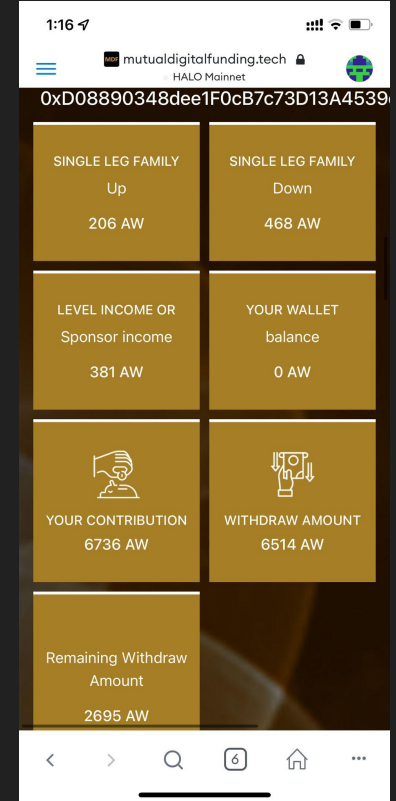 1:16
MDF mutualdigitalfunding.tech
HALO Mainnet
0xD08890348dee1F0cB7c73D13A4539
SINGLE LEG FAMILY
Up
206 AW
SINGLE LEG FAMILY
Down
468 AW
LEVEL INCOME OR
Sponsor income
381 AW
YOUR WALLET
balance
0 AW
YOUR CONTRIBUTION
6736 AW
WITHDRAW AMOUNT
6514 AW
Remaining Withdraw
Amount
2695 AW
6